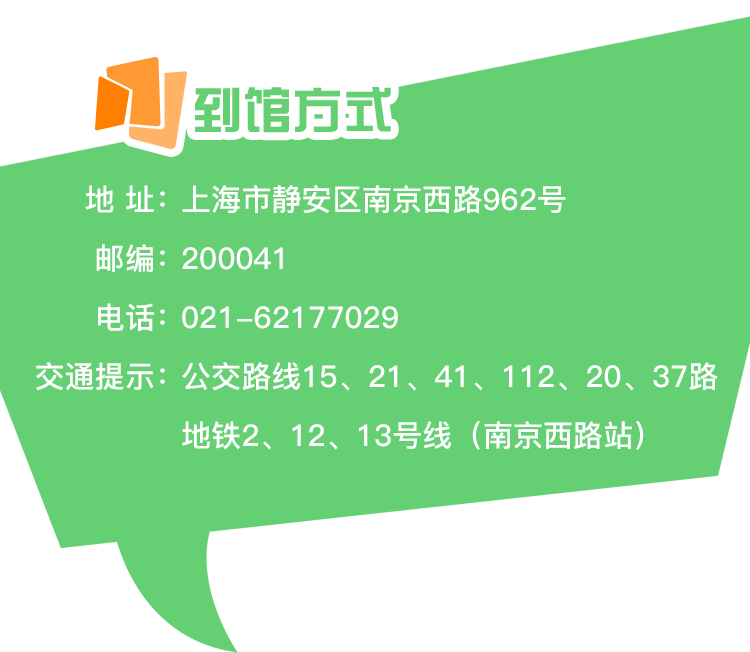 到馆方式
地 址：上海市静安区南京西路962号
邮编：200041
电话：021-62177029
交通提示：公交路线15、21、41、112、20、37路
地铁2、12、13号线（南京西路站）